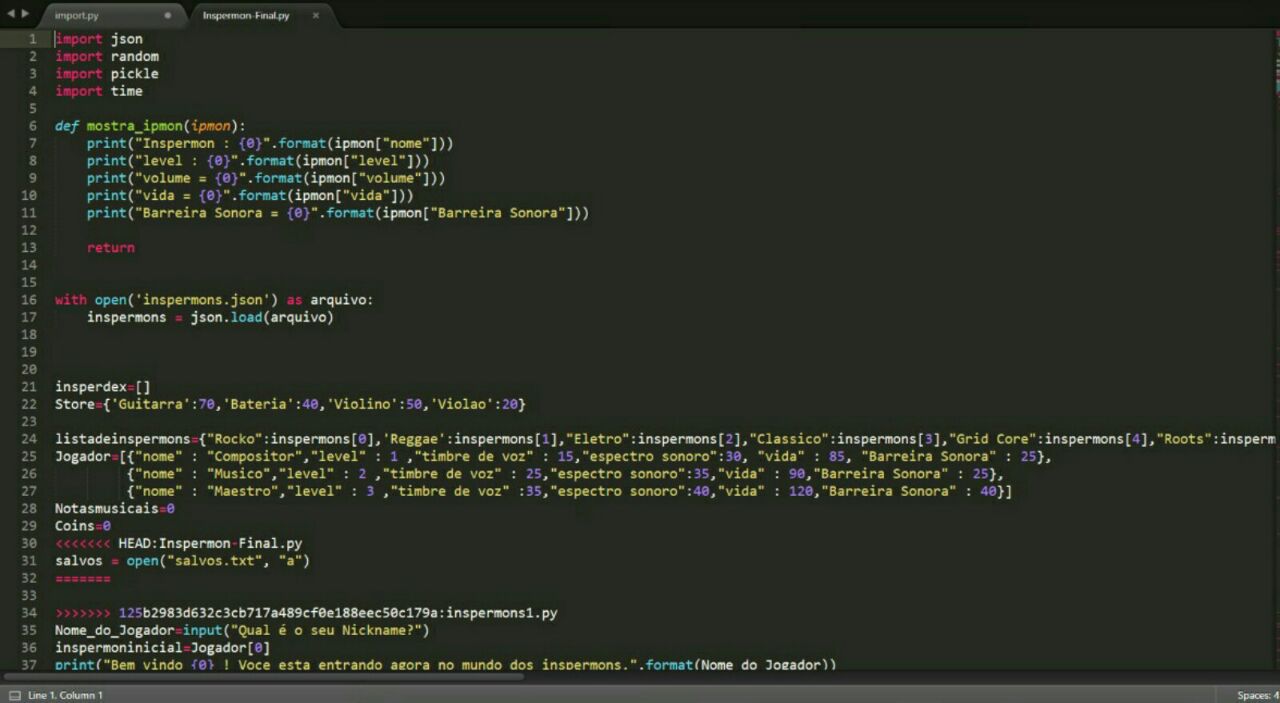 import.py
Inspermon-Final.py
1 import json
2 import random
3 import pickle
4 import time
5
6 def mostra_ipmon(ipmon):
7 print("Inspermon : {0}".format(ipmon["nome"]))
8 print("level : {0}".format(ipmon["level"]))
9 print("volume = {0}".format(ipmon["volume"]))
10 print("vida = {0}".format(ipmon["vida"]))
11 print("Barreira Sonora = {0}".format(ipmon["Barreira Sonora"]))
12
13 return
14
15
16 with open('inspermons.json') as arquivo:
17 inspermons = json.load(arquivo)
18
19
20
21 insperdex=[]
22 Store={'Guitarra':70,'Bateria':40,'Violino':50,'Violao':20}
23
24 listadeinspermons={"Rocko":inspermons[0],'Reggae':inspermons[1],"Eletro":inspermons[2],"Classico":inspermons[3],"Grid Core":inspermons[4],"Roots":insperm
25 Jogador=[{"nome" : "Compositor","level" : 1 ,"timbre de voz" : 15,"espectro sonoro":30, "vida" : 85, "Barreira Sonora" : 25},
26 {"nome" : "Musico","level" : 2 ,"timbre de voz" : 25,"espectro sonoro":35,"vida" : 90,"Barreira Sonora" : 25},
27 {"nome" : "Maestro","level" : 3 ,"timbre de voz" :35,"espectro sonoro":40,"vida" : 120,"Barreira Sonora" : 40}]
28 Notasmusicais=0
29 Coins=0
30 <<<<<<< HEAD:Inspermon-Final.py
31 salvos = open("salvos.txt", "a")
32 =======
33
34 >>>>>>> 125b2983d632c3cb717a489cf0e188eec50c179a:inspermons1.py
35 Nome_do_Jogador=input("Qual é o seu Nickname?")
36 inspermoninicial=Jogador[0]
37 print("Bem vindo {0} ! Voce esta entrando agora no mundo dos inspermons.".format(Nome_do_Jogador))
Line 1, Column 1
Spaces: 4